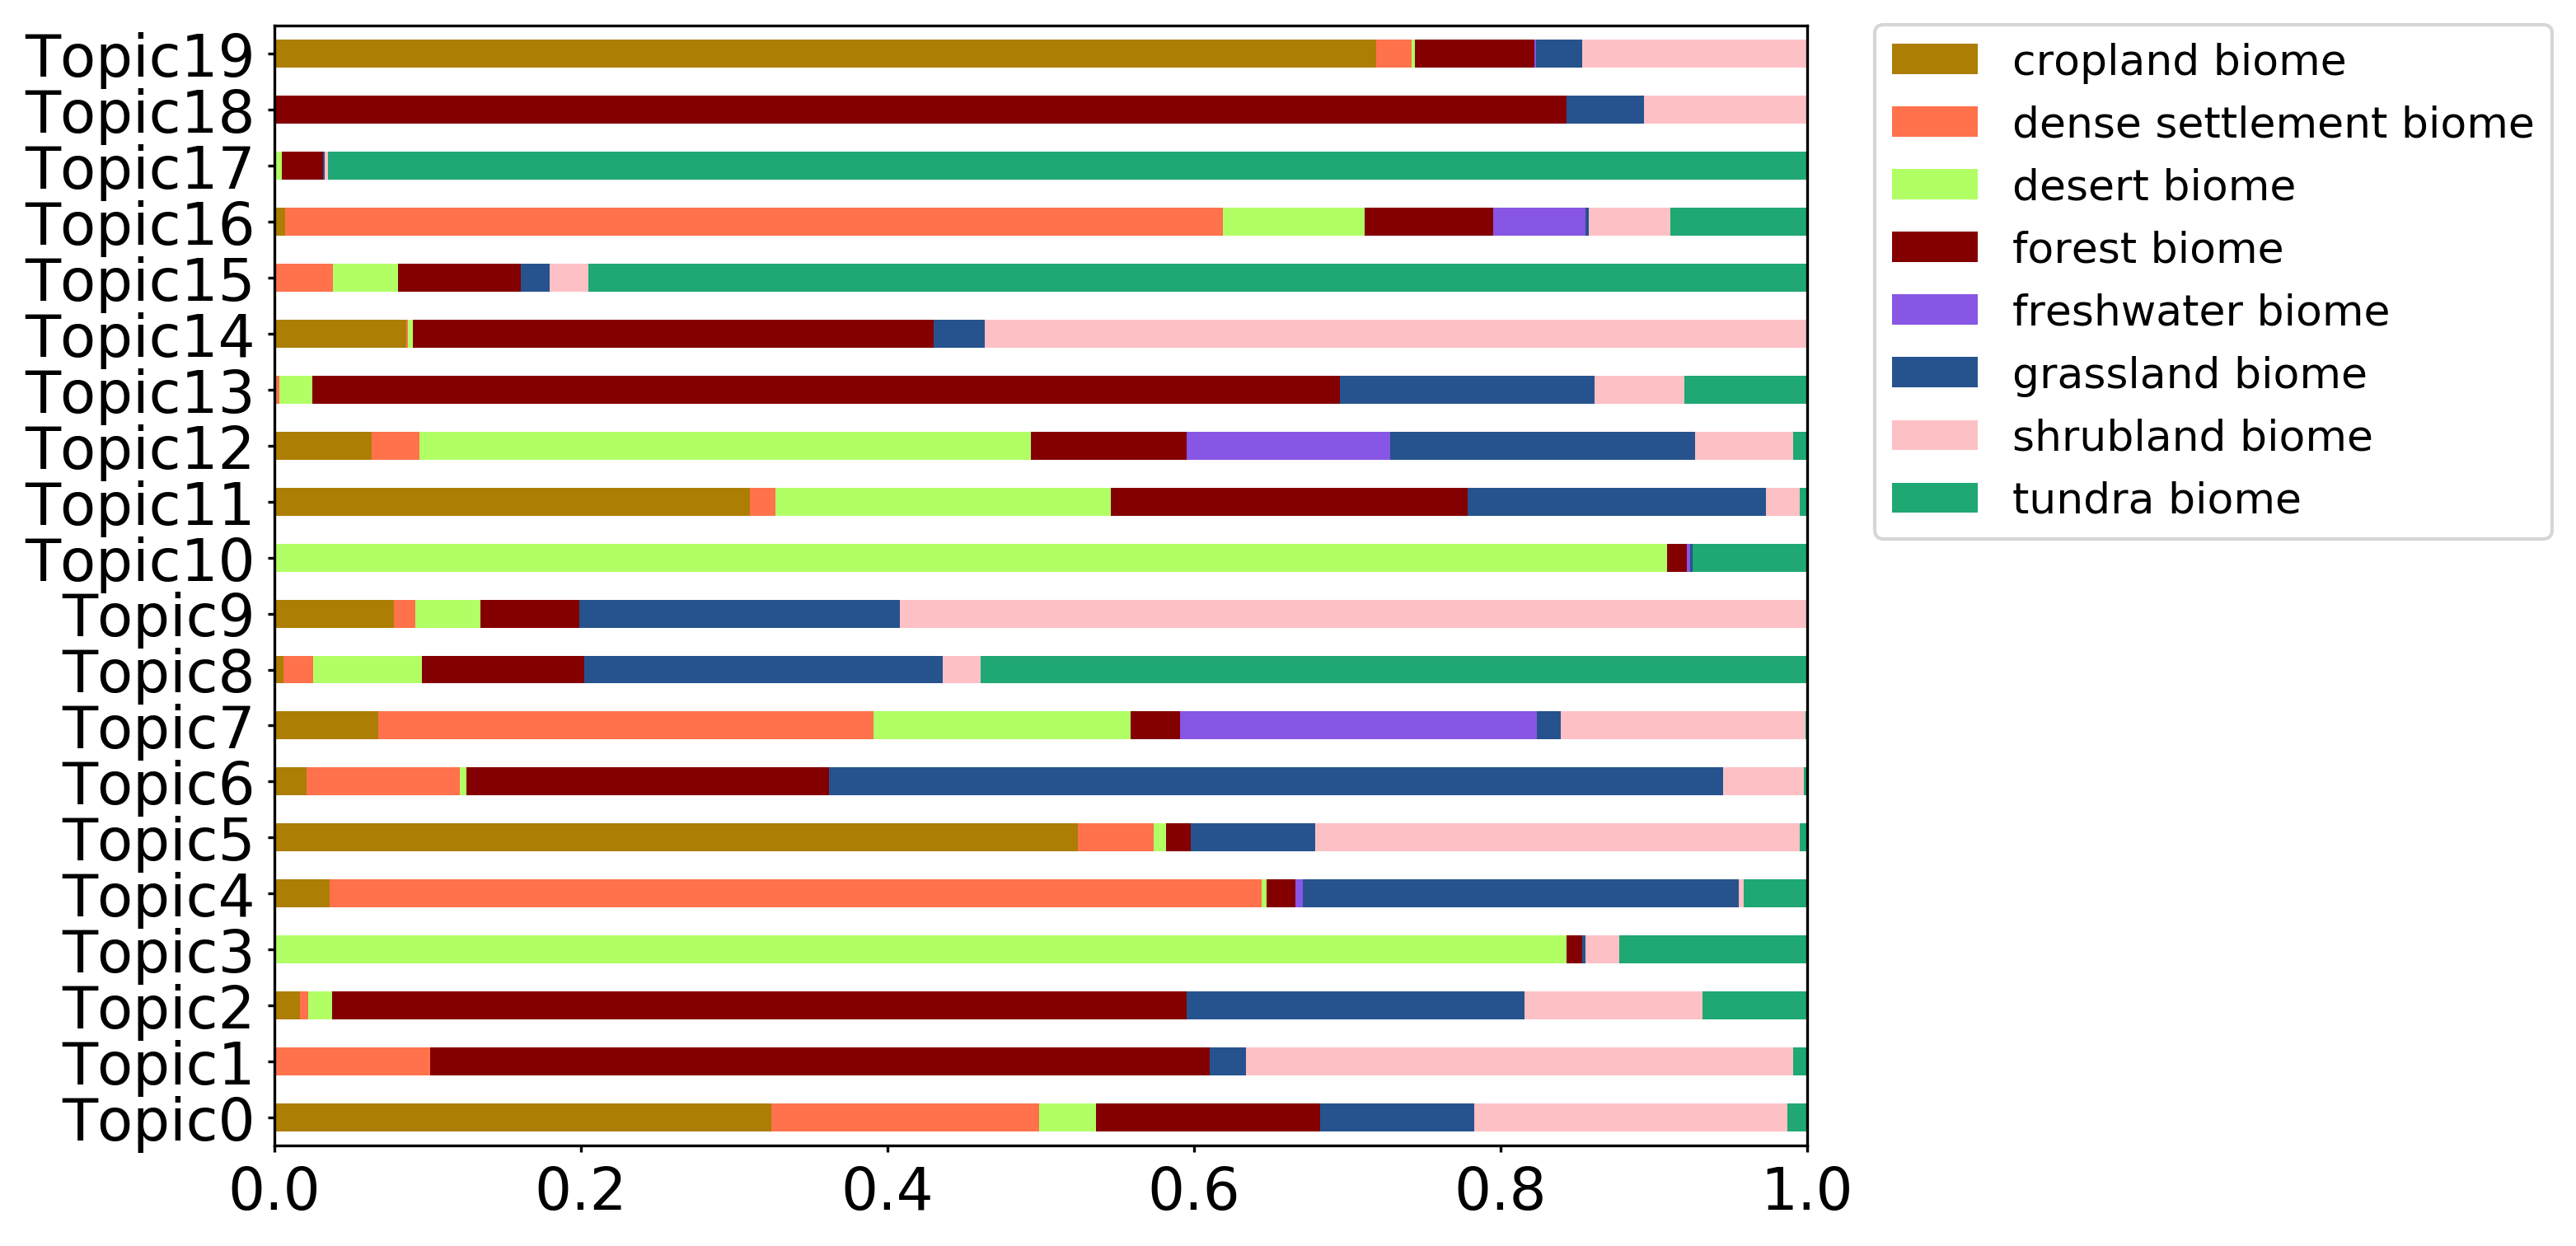 Topic19
Topic18
Topic17
Topic16
Topic15
Topic14
Topic13
Topic12
Topic11
Topic10
Topic9
Topic8
Topic7
Topic6
Topic5
Topic4
Topic3
Topic2
Topic1
Topic0
0.0 0.2 0.4 0.6 0.8 1.0
cropland biome
dense settlement biome
desert biome
forest biome
freshwater biome
grassland biome
shrubland biome
tundra biome